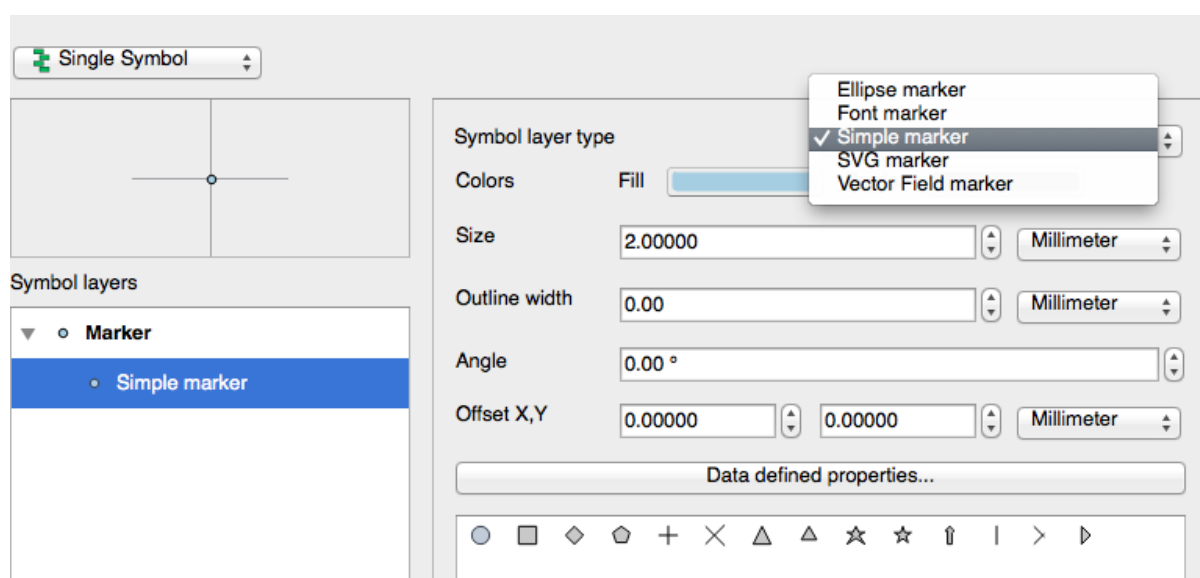 Single Symbol
Ellipse marker
Font marker
Symbol layer type
✓ Simple marker
SVG marker
Colors Fill
Vector Field marker
Size 2.00000 Millimeter
Symbol layers
Outline width 0.00 Millimeter
Marker
Angle 0.00 °
Simple marker
Offset X,Y 0.00000 0.00000 Millimeter
Data defined properties...